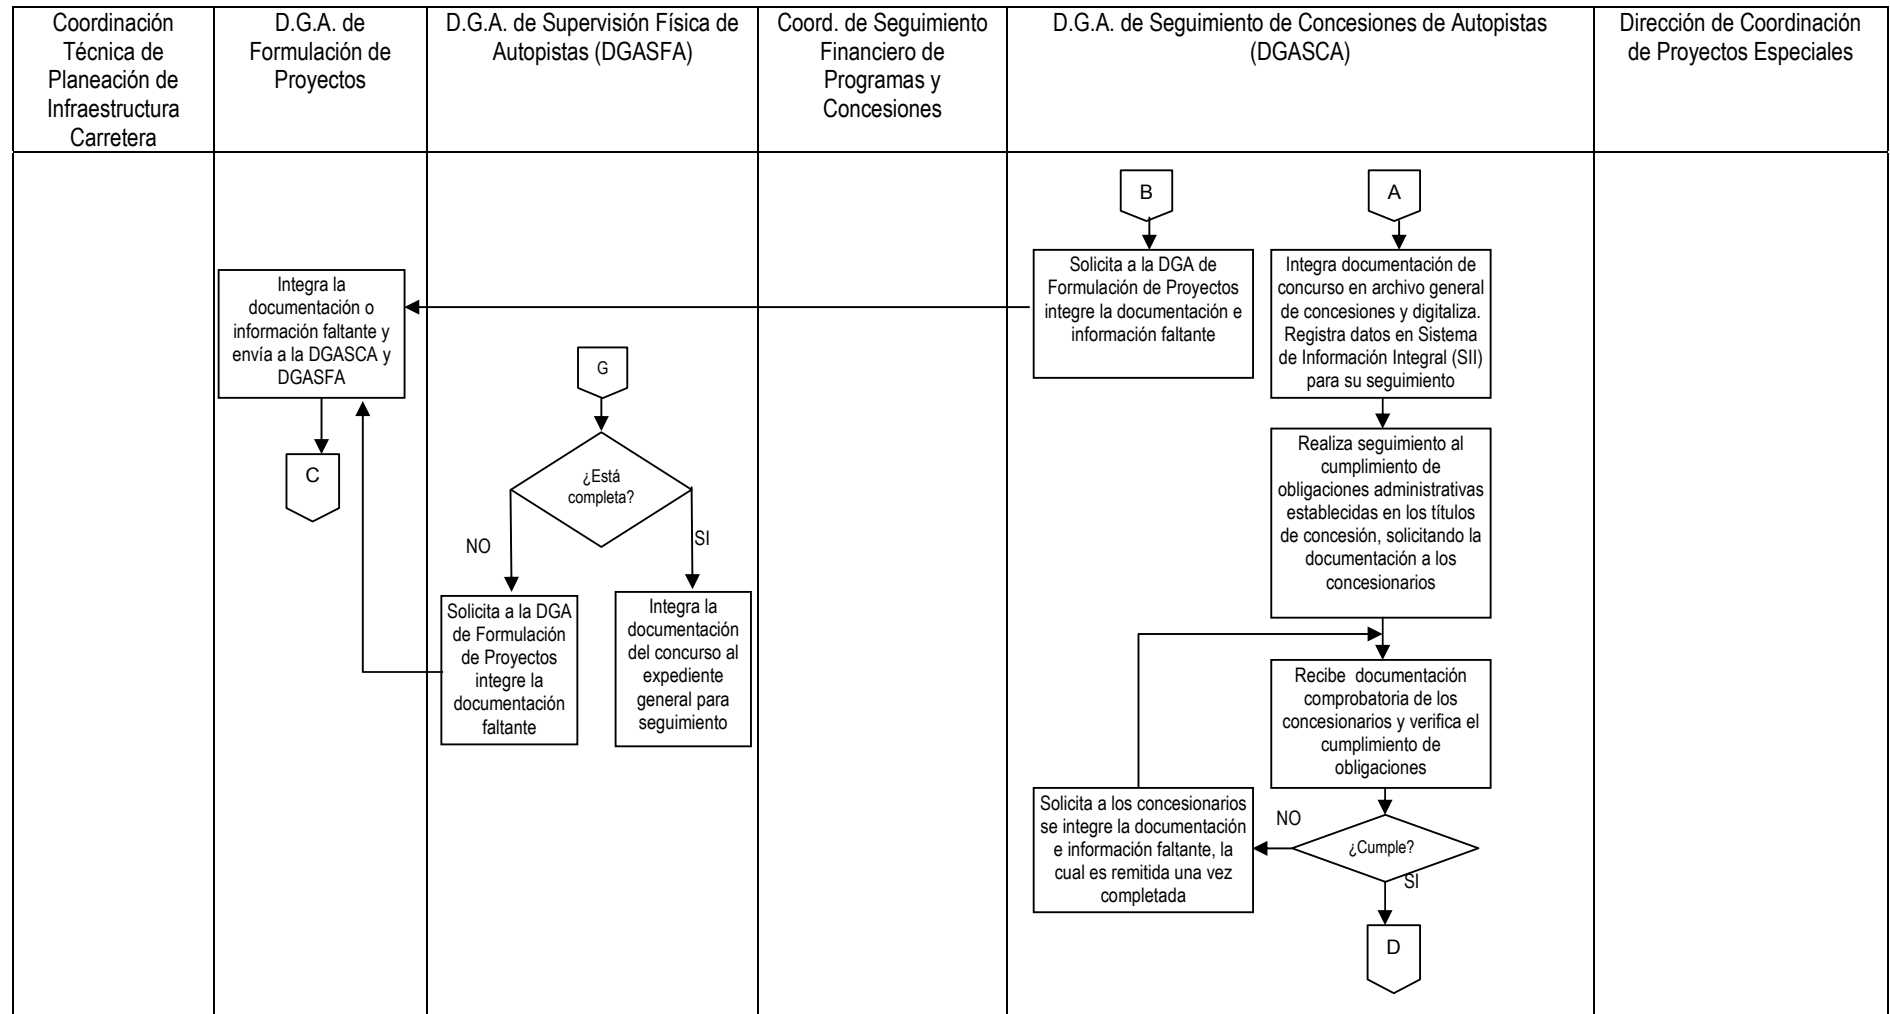 Coordinación
Técnica de
Planeación de
Infraestructura
Carretera
D.G.A. de
Formulación de
Proyectos
D.G.A. de Supervisión Física de
Autopistas (DGASFA)
Coord. de Seguimiento
Financiero de
Programas y
Concesiones
D.G.A. de Seguimiento de Concesiones de Autopistas
(DGASCA)
Dirección de Coordinación
de Proyectos Especiales
Integra la
documentación o
información faltante y
envía a la DGASCA y
DGASFA
C
G
¿Está
completa?
NO
SI
Solicita a la DGA
de Formulación
de Proyectos
integre la
documentación
faltante
Integra la
documentación
del concurso al
expediente
general para
seguimiento
B
Solicita a la DGA de
Formulación de Proyectos
integre la documentación e
información faltante
A
Integra documentación de
concurso en archivo general
de concesiones y digitaliza.
Registra datos en Sistema
de Información Integral (SII)
para su seguimiento
Realiza seguimiento al
cumplimiento de
obligaciones administrativas
establecidas en los títulos
de concesión, solicitando la
documentación a los
concesionarios
Recibe documentación
comprobatoria de los
concesionarios y verifica el
cumplimiento de
obligaciones
Solicita a los concesionarios
se integre la documentación
e información faltante, la
cual es remitida una vez
completada
NO
¿Cumple?
SI
D